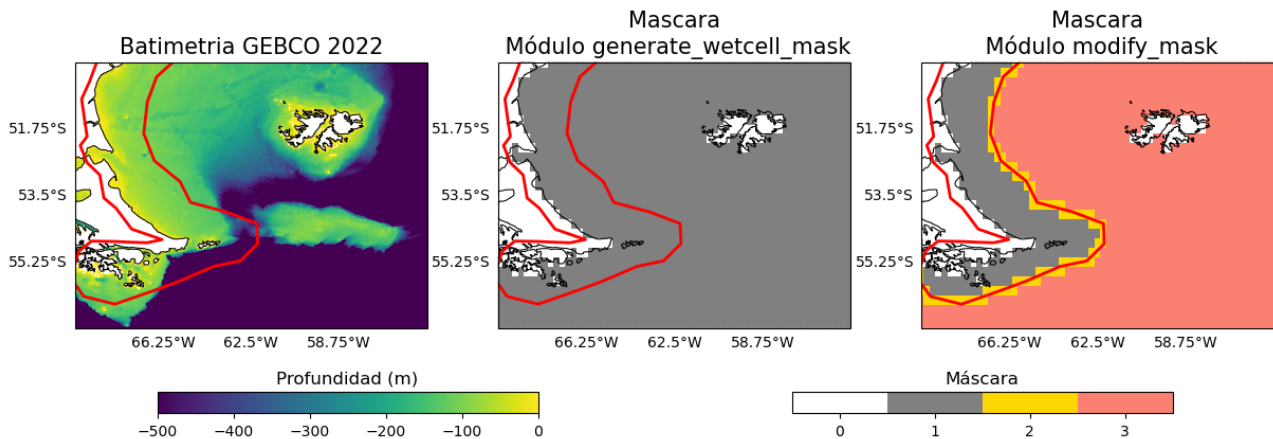 Batimetria GEBCO 2022
Mascara
Módulo generate_wetcell_mask
Mascara
Módulo modify_mask
51.75°S
53.5°S
55.25°S
66.25°W
62.5°W
58.75°W
51.75°S
53.5°S
55.25°S
66.25°W
62.5°W
58.75°W
51.75°S
53.5°S
55.25°S
66.25°W
62.5°W
58.75°W
Profundidad (m)
−500
−400
−300
−200
−100
0
Máscara
0
1
2
3